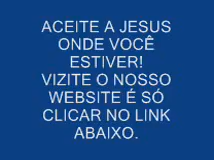 ACEITE A JESUS
ONDE VOCÊ
ESTIVER!
VIZITE O NOSSO
WEBSITE É SÓ
CLICAR NO LINK
ABAIXO.